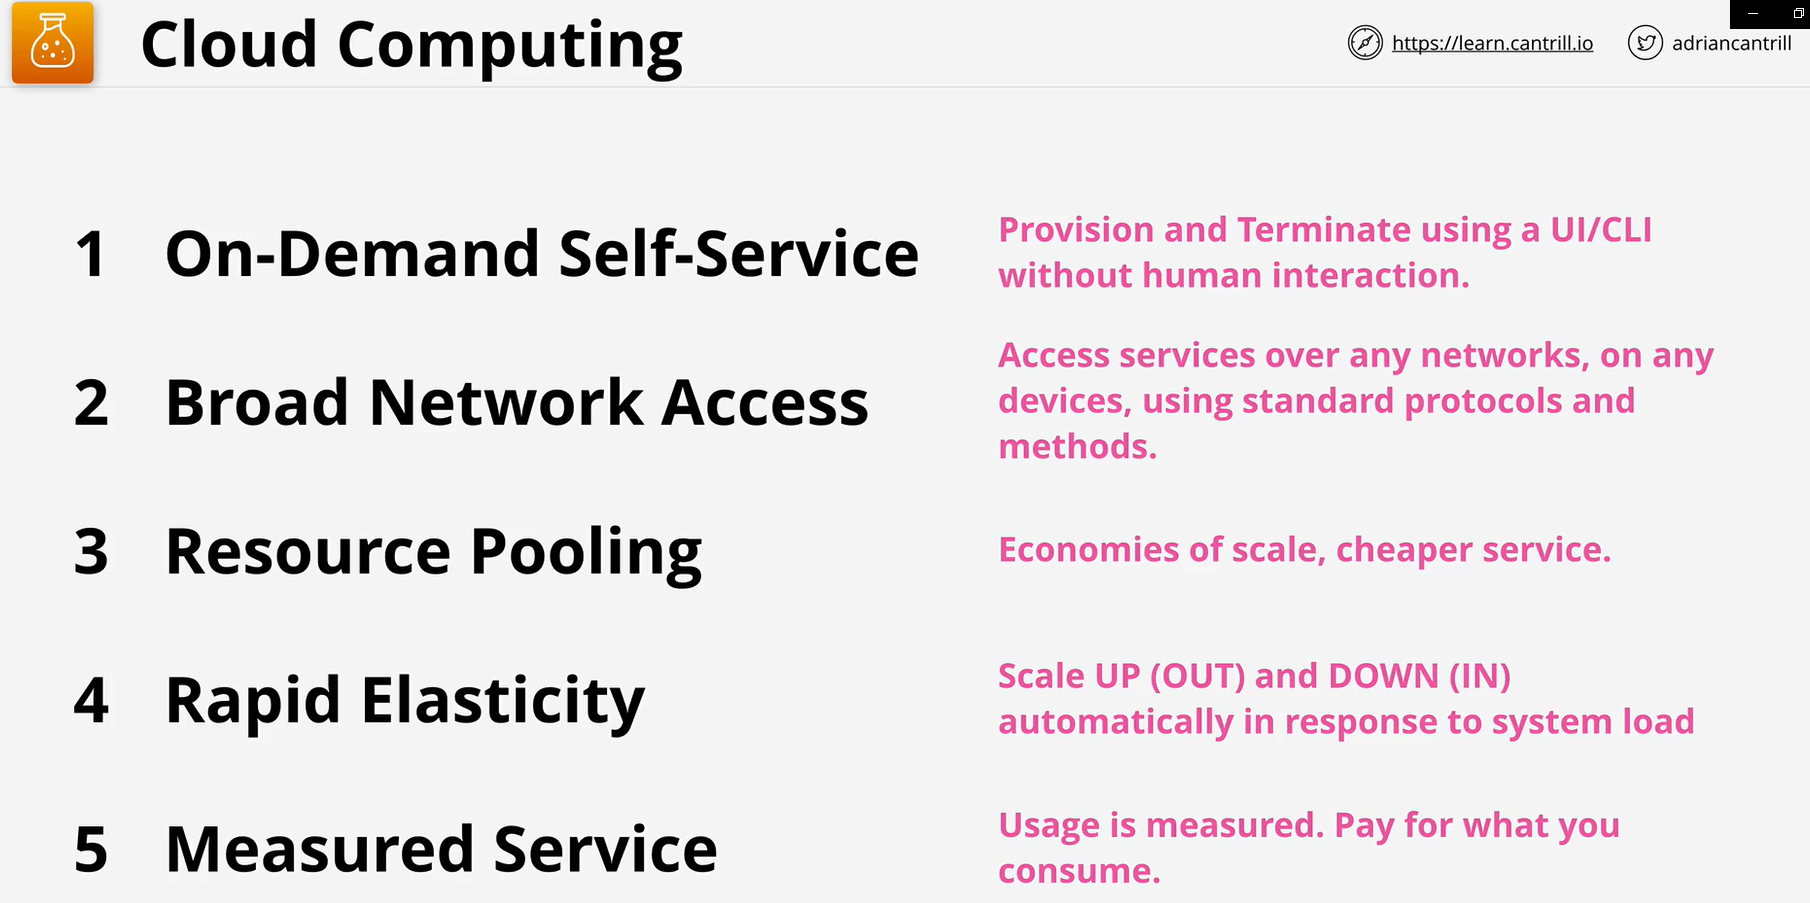 Cloud Computing
https://learn.cantrill.io
adriancantrill
1 On-Demand Self-Service
Provision and Terminate using a UI/CLI
without human interaction.
2 Broad Network Access
Access services over any networks, on any
devices, using standard protocols and
methods.
3 Resource Pooling
Economies of scale, cheaper service.
4 Rapid Elasticity
Scale UP (OUT) and DOWN (IN)
automatically in response to system load
5 Measured Service
Usage is measured. Pay for what you
consume.